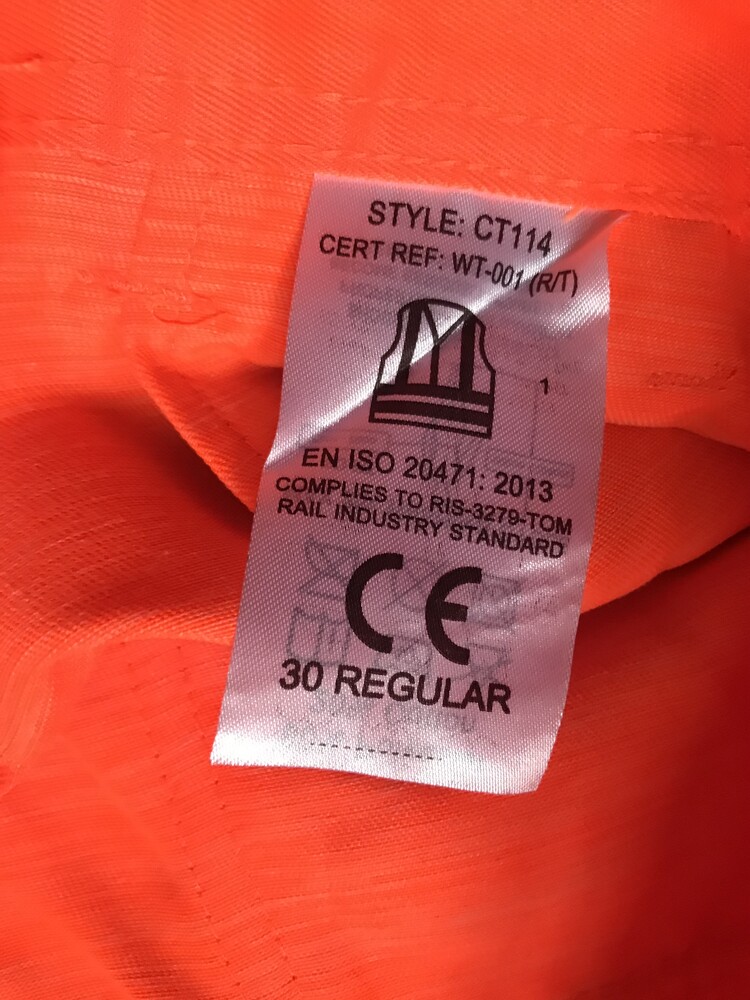 STYLE: CT114
CERT REF: WT-001 (R/T)
1
EN ISO 20471: 2013
COMPLIES TO RIS-3279-TOM
RAIL INDUSTRY STANDARD
CE
30 REGULAR